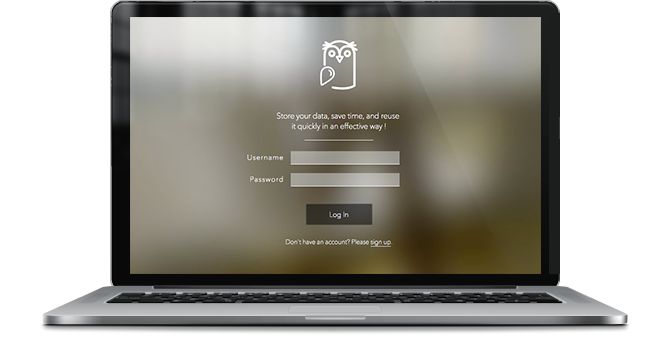 Store your data, save time, and reuse
it quickly in an effective way !
Username
Password
Log In
Don't have an account? Please sign up.